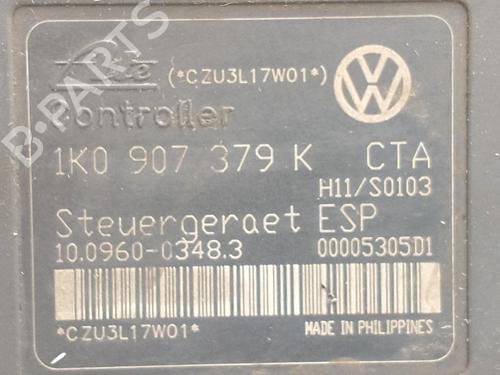 (*CZU3L17W01*)
Controller
1K0 907 379 K CTA
H11/S0103
Steuergeraet ESP
10.0960-0348.3 00005305D1
*CZU3L17W01*
MADE IN PHILIPPINES
B-PARTS